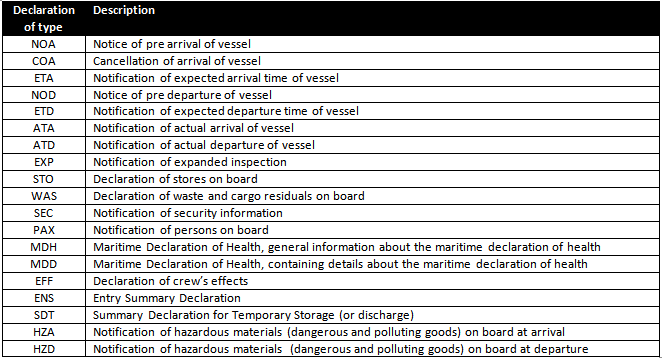 Declaration Description
of type
NOA Notice of pre arrival of vessel
COA Cancellation of arrival of vessel
ETA Notification of expected arrival time of vessel
NOD Notice of pre departure of vessel
ETD Notification of expected departure time of vessel
ATA Notification of actual arrival of vessel
ATD Notification of actual departure of vessel
EXP Notification of expanded inspection
STO Declaration of stores on board
WAS Declaration of waste and cargo residuals on board
SEC Notification of security information
PAX Notification of persons on board
MDH Maritime Declaration of Health, general information about the maritime declaration of health
MDD Maritime Declaration of Health, containing details about the maritime declaration of health
EFF Declaration of crew's effects
ENS Entry Summary Declaration
SDT Summary Declaration for Temporary Storage (or discharge)
HZA Notification of hazardous materials (dangerous and polluting goods) on board at arrival
HZD Notification of hazardous materials (dangerous and polluting goods) on board at departure